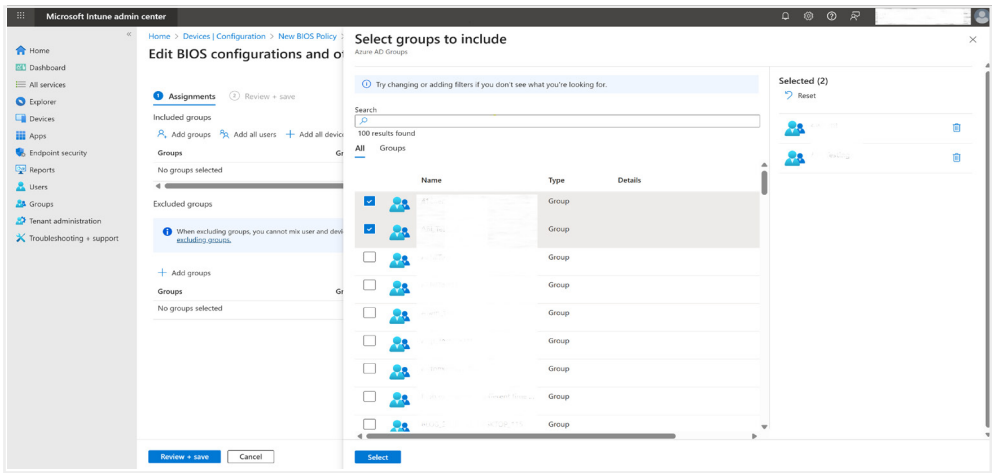 Microsoft Intune admin center
Home
Dashboard
All services
Explorer
Devices
Apps
Endpoint security
Reports
Users
Groups
Tenant administration
Troubleshooting + support
Home > Devices | Configuration > New BIOS Policy >
Edit BIOS configurations and ot
1 Assignments 2 Review + save
Included groups
Add groups Add all users Add all devic
Groups Gr
No groups selected
Excluded groups
When excluding groups, you cannot mix user and devi
excluding groups.
Add groups
Groups Gr
No groups selected
Review + save Cancel
Select groups to include
Azure AD Groups
Try changing or adding filters if you don't see what you're looking for.
Search
100 results found
All Groups
Name Type Details
Group
Group
Group
Group
Group
Group
Group
Group
Group
Select
Selected (2)
Reset